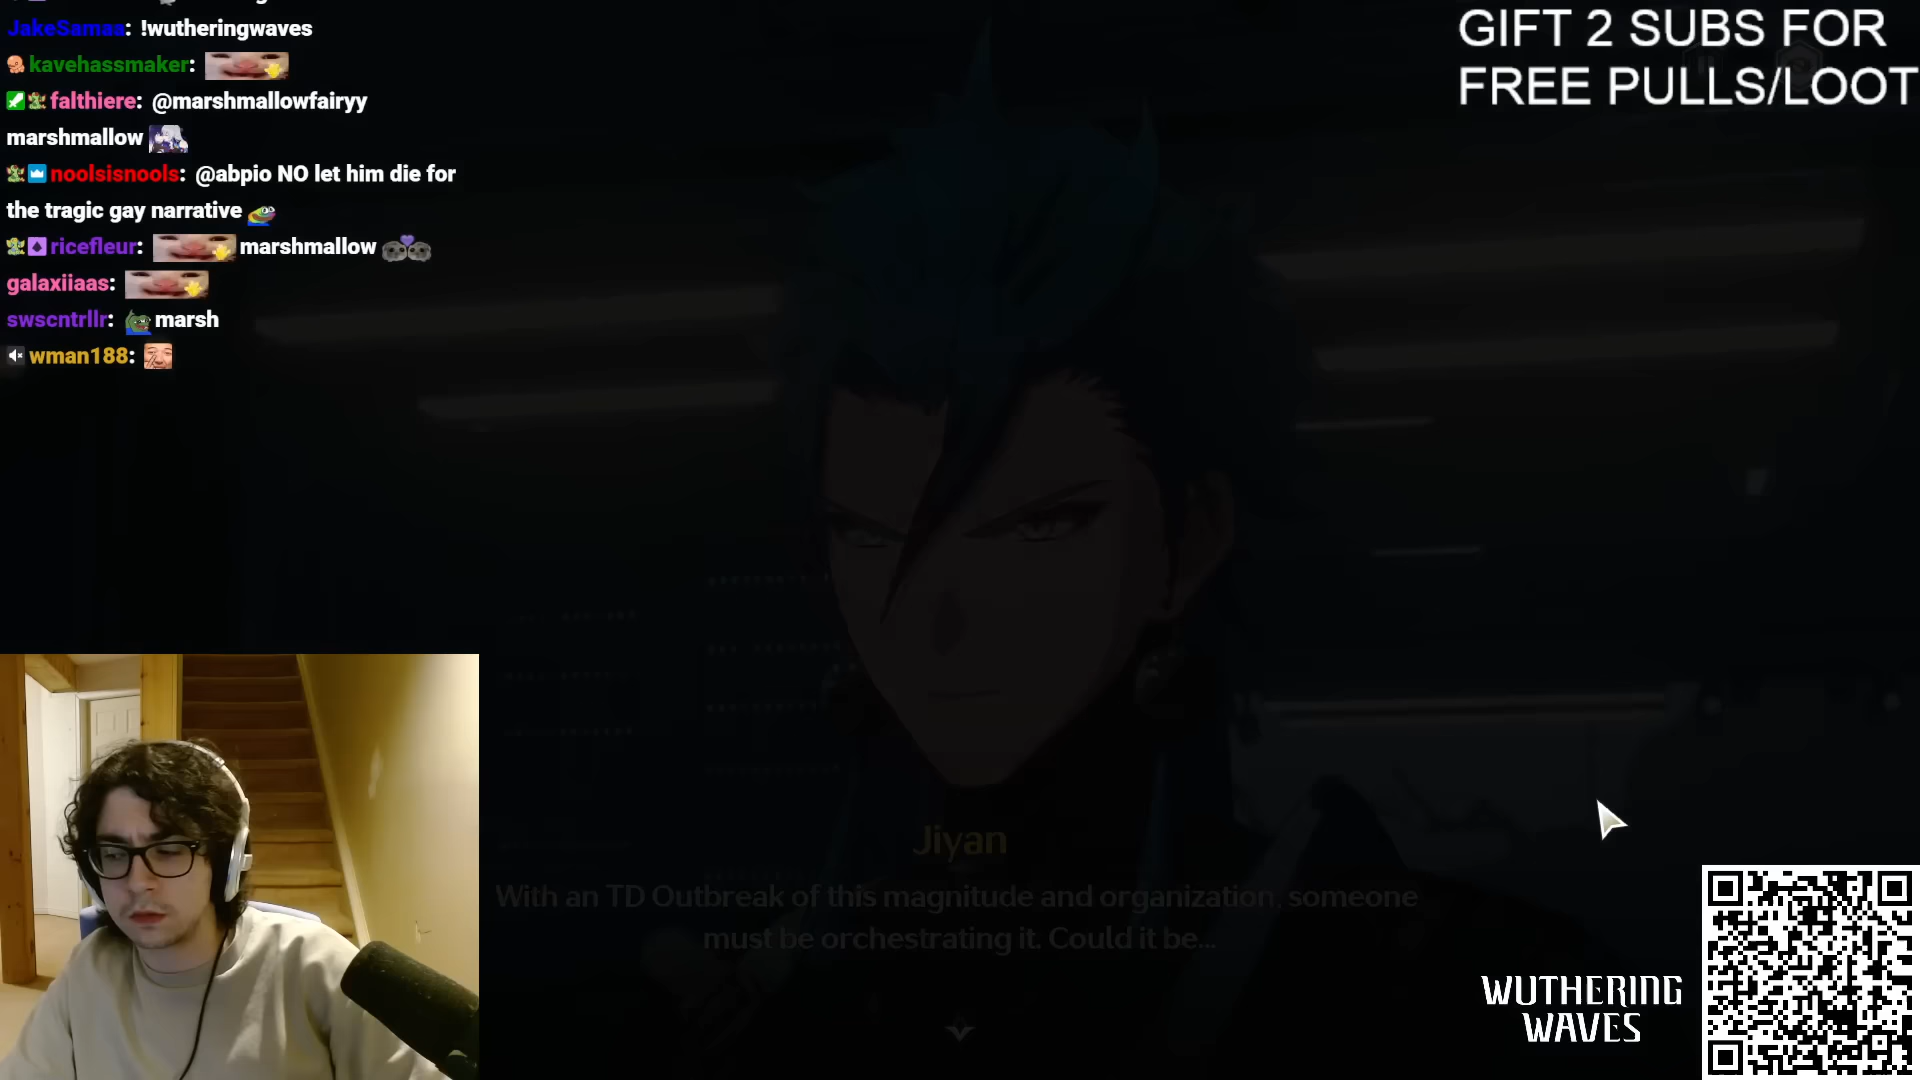 JakeSamaa: !wutheringwaves
kavehassmaker:
falthiere: @marshmallowfairyy
marshmallow
noolsisnools: @abpio NO let him die for
the tragic gay narrative
ricefleur: marshmallow
galaxiiaas:
swscntrllr: marsh
wman188:
GIFT 2 SUBS FOR
FREE PULLS/LOOT
Jiyan
With an TD Outbreak of this magnitude and organization, someone
must be orchestrating it. Could it be...
WUTHERING
WAVES